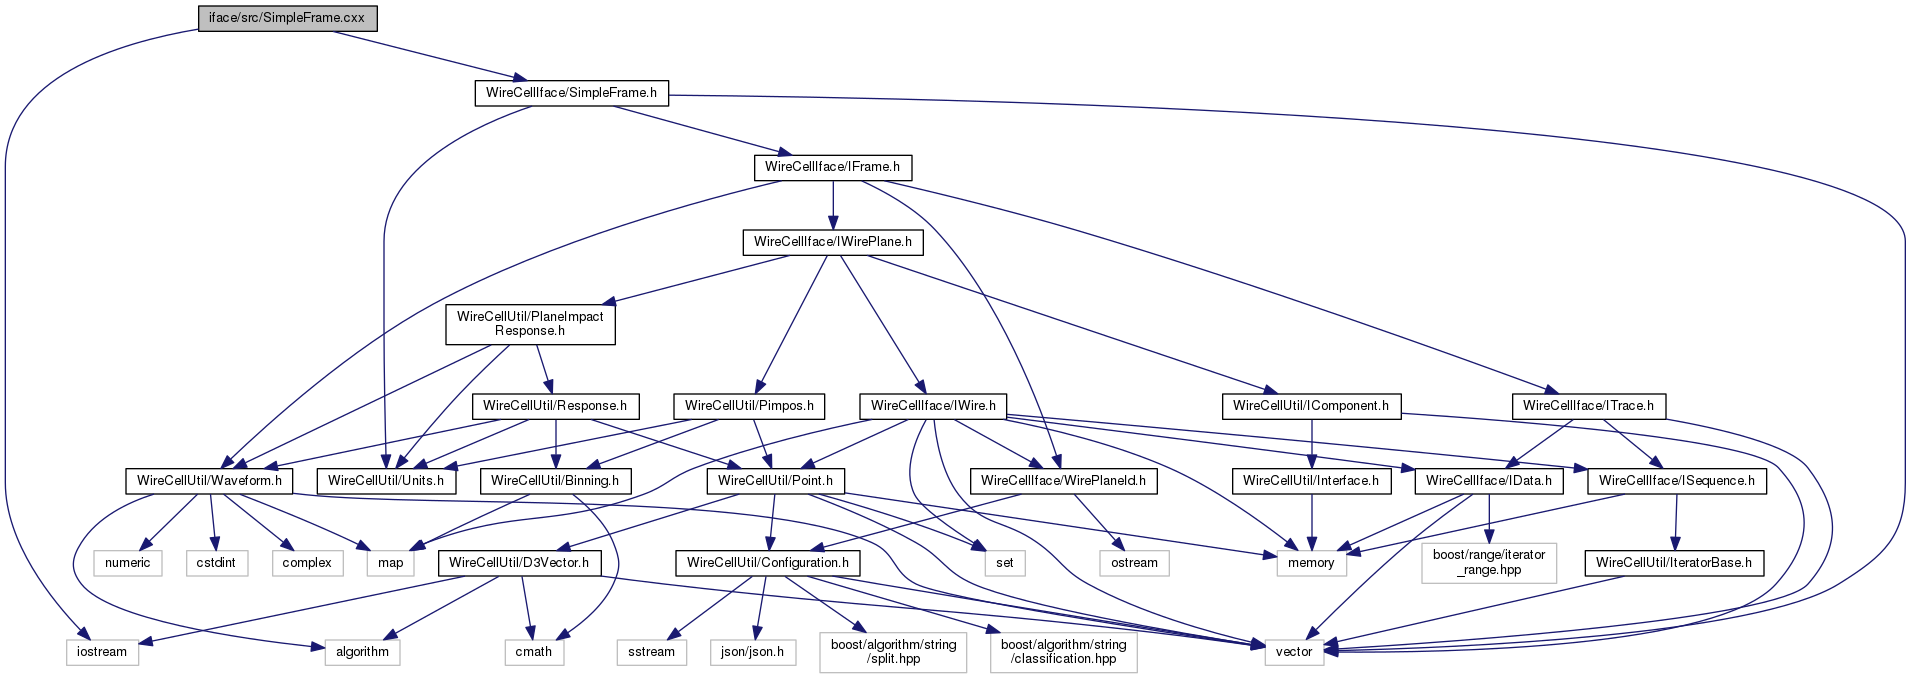 iface/src/SimpleFrame.cxx
WireCellIface/SimpleFrame.h
WireCellIface/IFrame.h
WireCellIface/IWirePlane.h
WireCellUtil/PlaneImpact
Response.h
WireCellUtil/Response.h
WireCellUtil/Pimpos.h
WireCellIface/IWire.h
WireCellUtil/IComponent.h
WireCellIface/ITrace.h
WireCellUtil/Waveform.h
WireCellUtil/Units.h
WireCellUtil/Binning.h
WireCellUtil/Point.h
WireCellIface/WirePlaneId.h
WireCellUtil/Interface.h
WireCellIface/IData.h
WireCellIface/ISequence.h
numeric
cstdint
complex
map
WireCellUtil/D3Vector.h
WireCellUtil/Configuration.h
set
ostream
memory
boost/range/iterator
_range.hpp
WireCellUtil/IteratorBase.h
iostream
algorithm
cmath
sstream
json/json.h
boost/algorithm/string
/split.hpp
boost/algorithm/string
/classification.hpp
vector